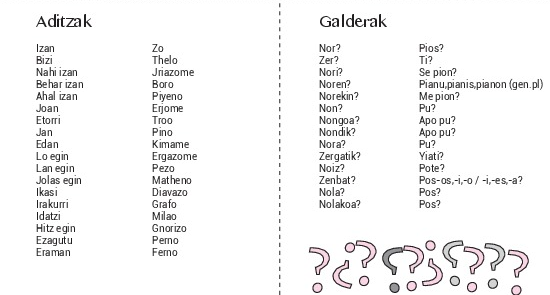 Aditzak
Izan Zo
Bizi Thelo
Nahi izan Jriazome
Behar izan Boro
Ahal izan Piyeno
Joan Erjome
Etorri Troo
Jan Pino
Edan Kimame
Lo egin Ergazome
Lan egin Pezo
Jolas egin Matheno
Ikasi Diavazo
Irakurri Grafo
Idatzi Milao
Hitz egin Gnorizo
Ezagutu Perno
Eraman Ferno
Galderak
Nor? Pios?
Zer? Ti?
Nori? Se pion?
Noren? Pianu,pianis,pianon (gen.pl)
Norekin? Me pion?
Non? Pu?
Nongoa? Apo pu?
Nondik? Apo pu?
Nora? Pu?
Zergatik? Yiati?
Noiz? Pote?
Zenbat? Pos-os,-i,-o / -i,-es,-a?
Nola? Pos?
Nolakoa? Pos?